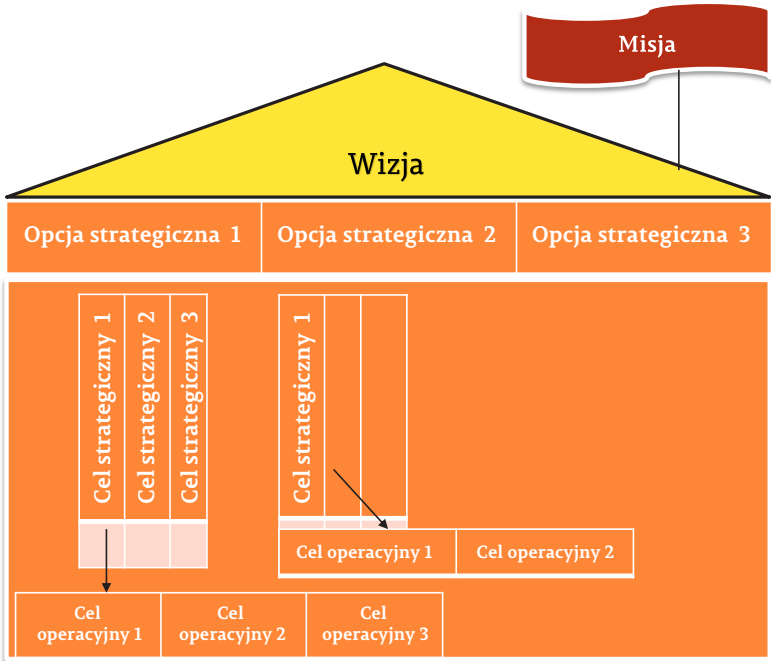 Misja
Wizja
Opcja strategiczna 1
Opcja strategiczna 2
Opcja strategiczna 3
Cel strategiczny 1
Cel strategiczny 2
Cel strategiczny 3
Cel strategiczny 1
Cel operacyjny 1
Cel operacyjny 2
Cel
operacyjny 1
Cel
operacyjny 2
Cel
operacyjny 3